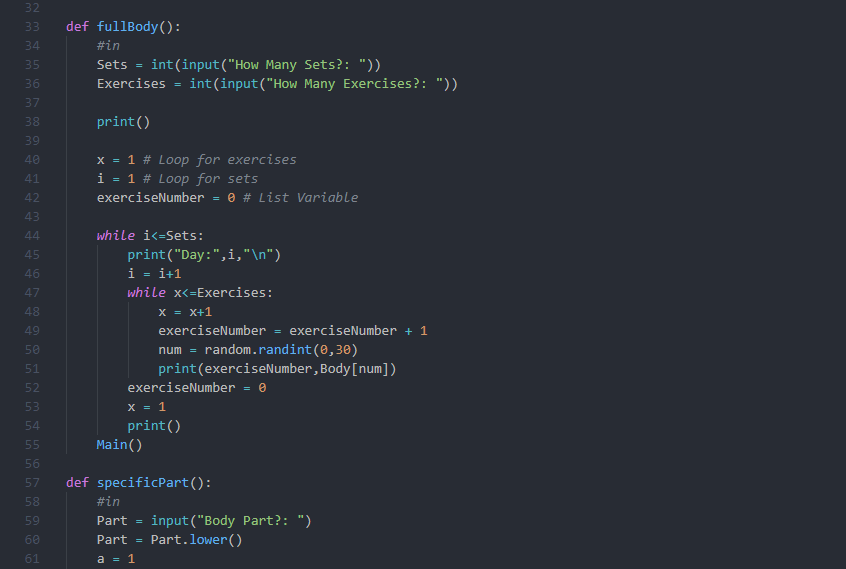 32
33 def fullBody():
34     #in
35     Sets = int(input("How Many Sets?: "))
36     Exercises = int(input("How Many Exercises?: "))
37
38     print()
39
40     x = 1 # Loop for exercises
41     i = 1 # Loop for sets
42     exerciseNumber = 0 # List Variable
43
44     while i<=Sets:
45         print("Day:",i,"\n")
46         i = i+1
47         while x<=Exercises:
48             x = x+1
49             exerciseNumber = exerciseNumber + 1
50             num = random.randint(0,30)
51             print(exerciseNumber,Body[num])
52         exerciseNumber = 0
53         x = 1
54         print()
55     Main()
56
57 def specificPart():
58     #in
59     Part = input("Body Part?: ")
60     Part = Part.lower()
61     a = 1